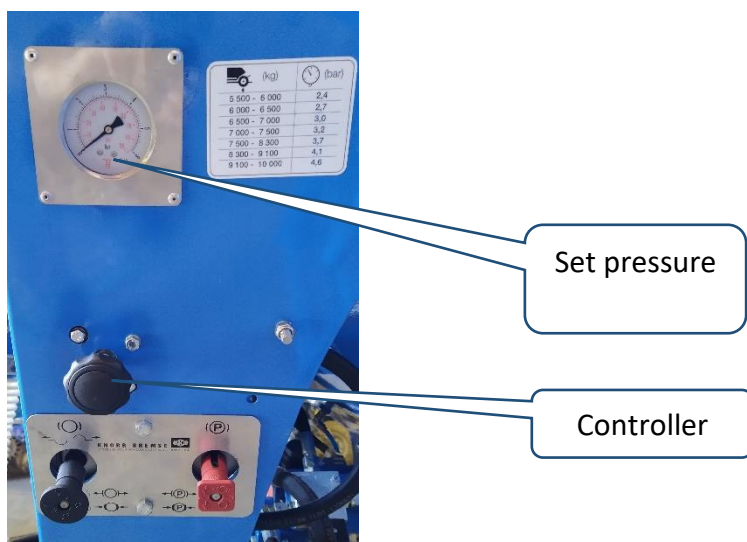 (kg) (bar)
5 500 - 6 000 2,4
6 000 - 6 500 2,7
6 500 - 7 000 3,0
7 000 - 7 500 3,2
7 500 - 8 300 3,7
8 300 - 9 100 4,1
9 100 - 10 000 4,6
Set pressure
Controller
(P)
KNORR-BREMSE
(P)
(P)